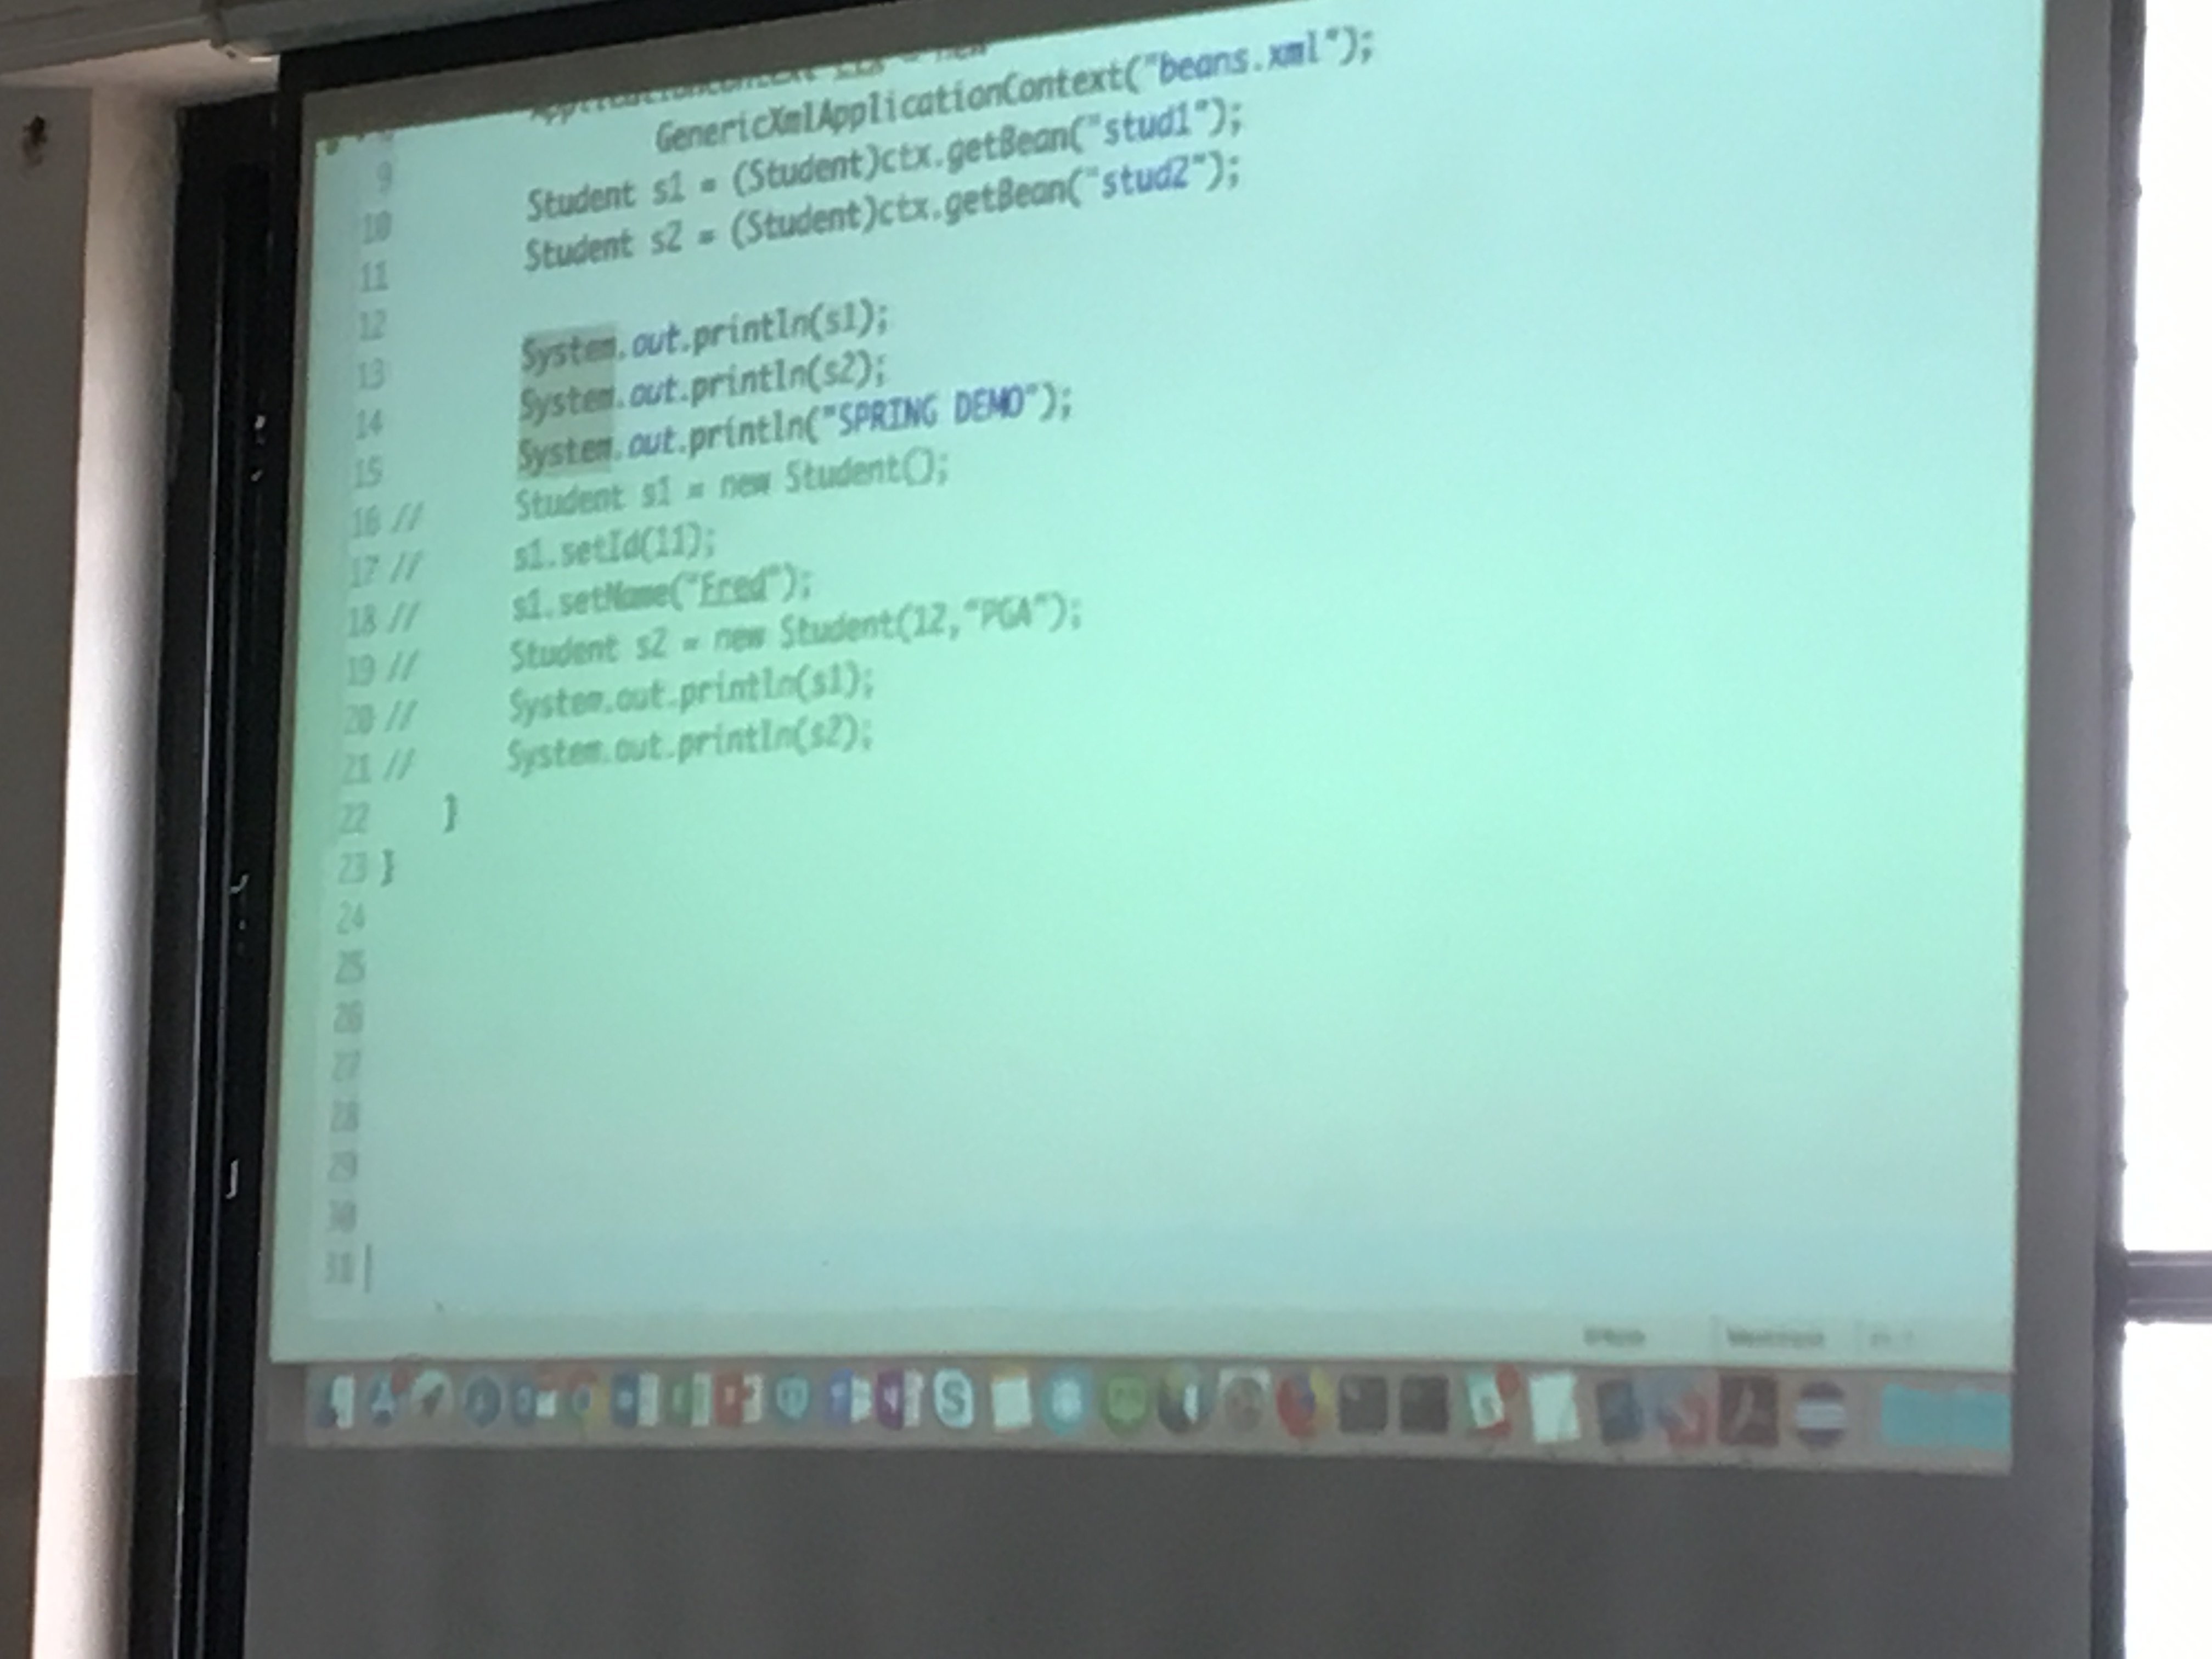 ApplicationContext ctx = new
9 GenericXmlApplicationContext("beans.xml");
10 Student s1 = (Student)ctx.getBean("stud1");
11 Student s2 = (Student)ctx.getBean("stud2");
12
13 System.out.println(s1);
14 System.out.println(s2);
15 System.out.println("SPRING DEMO");
16 // Student s1 = new Student();
17 // s1.setId(11);
18 // s1.setName("Fred");
19 // Student s2 = new Student(12,"PGA");
20 // System.out.println(s1);
21 // System.out.println(s2);
22 }
23 }
24
25
26
27
28
29
30
31